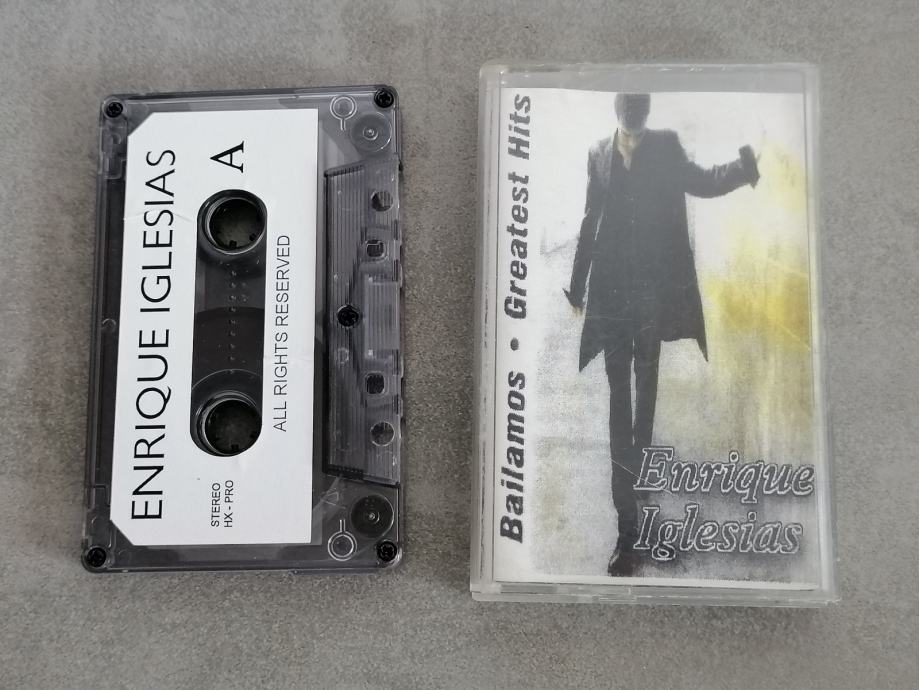 ENRIQUE IGLESIAS
A
STEREO
HX - PRO
ALL RIGHTS RESERVED
Bailamos • Greatest Hits
Enrique
Iglesias